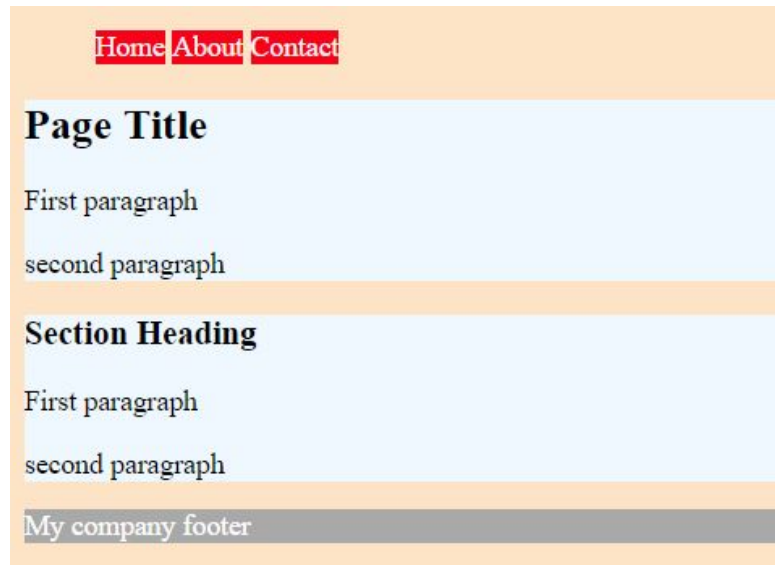 Home About Contact
Page Title
First paragraph
second paragraph
Section Heading
First paragraph
second paragraph
My company footer